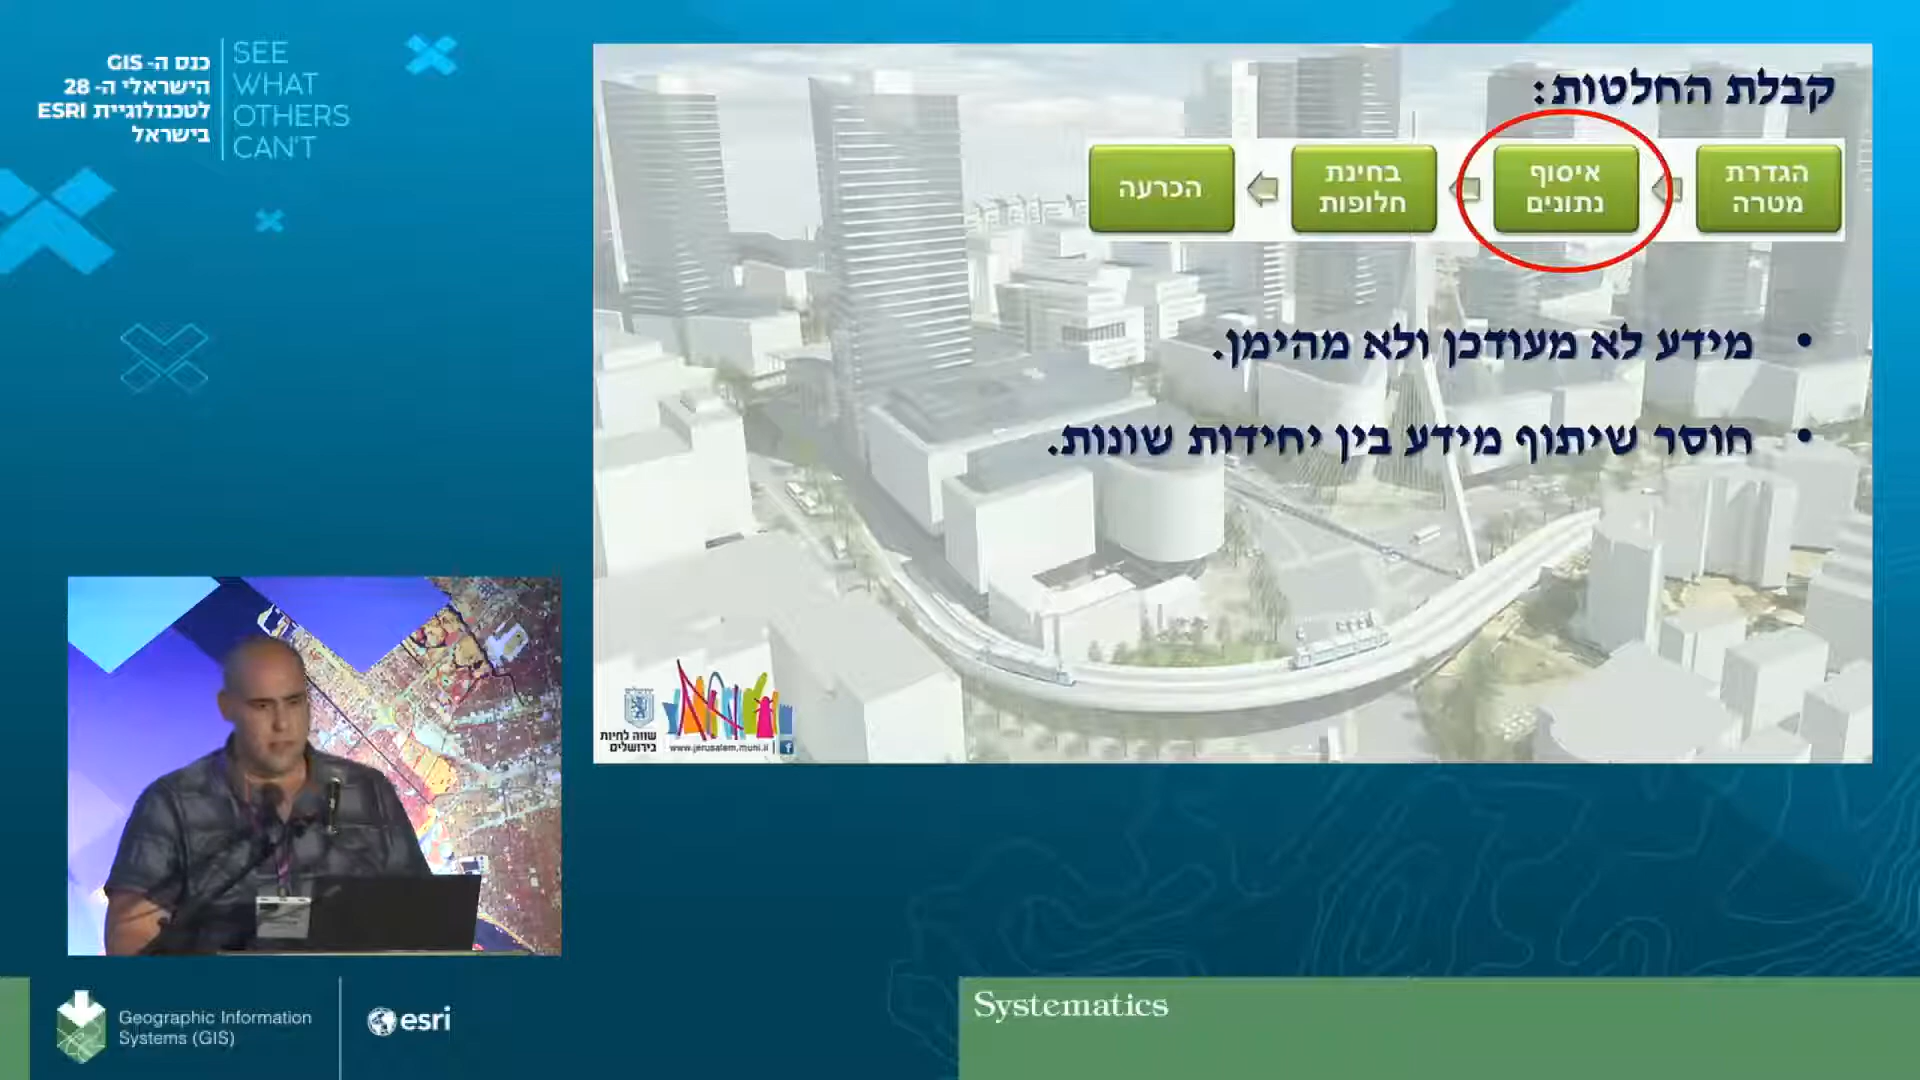 כנס ה- GIS
הישראלי ה- 28
לטכנולוגיית ESRI
בישראל
SEE
WHAT
OTHERS
CAN'T
קבלת החלטות:
הגדרת
מטרה
איסוף
נתונים
בחינת
חלופות
הכרעה
• מידע לא מעודכן ולא מהימן.
• חוסר שיתוף מידע בין יחידות שונות.
שווה לחיות
בירושלים
www.jerusalem.muni.il
f
Geographic Information
Systems (GIS)
esri
Systematics